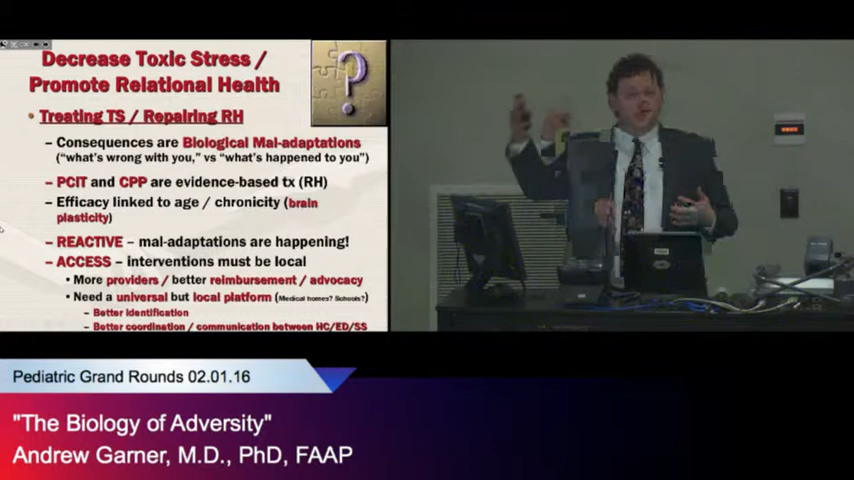 Decrease Toxic Stress /
Promote Relational Health
• Treating TS / Repairing RH
– Consequences are Biological Mal-adaptations
("what's wrong with you," vs "what's happened to you")
– PCIT and CPP are evidence-based tx (RH)
– Efficacy linked to age / chronicity (brain
plasticity)
– REACTIVE – mal-adaptations are happening!
– ACCESS – interventions must be local
• More providers / better reimbursement / advocacy
• Need a universal but local platform (Medical homes? Schools?)
– Better identification
– Better coordination / communication between HC/ED/SS
?
Pediatric Grand Rounds 02.01.16
"The Biology of Adversity"
Andrew Garner, M.D., PhD, FAAP